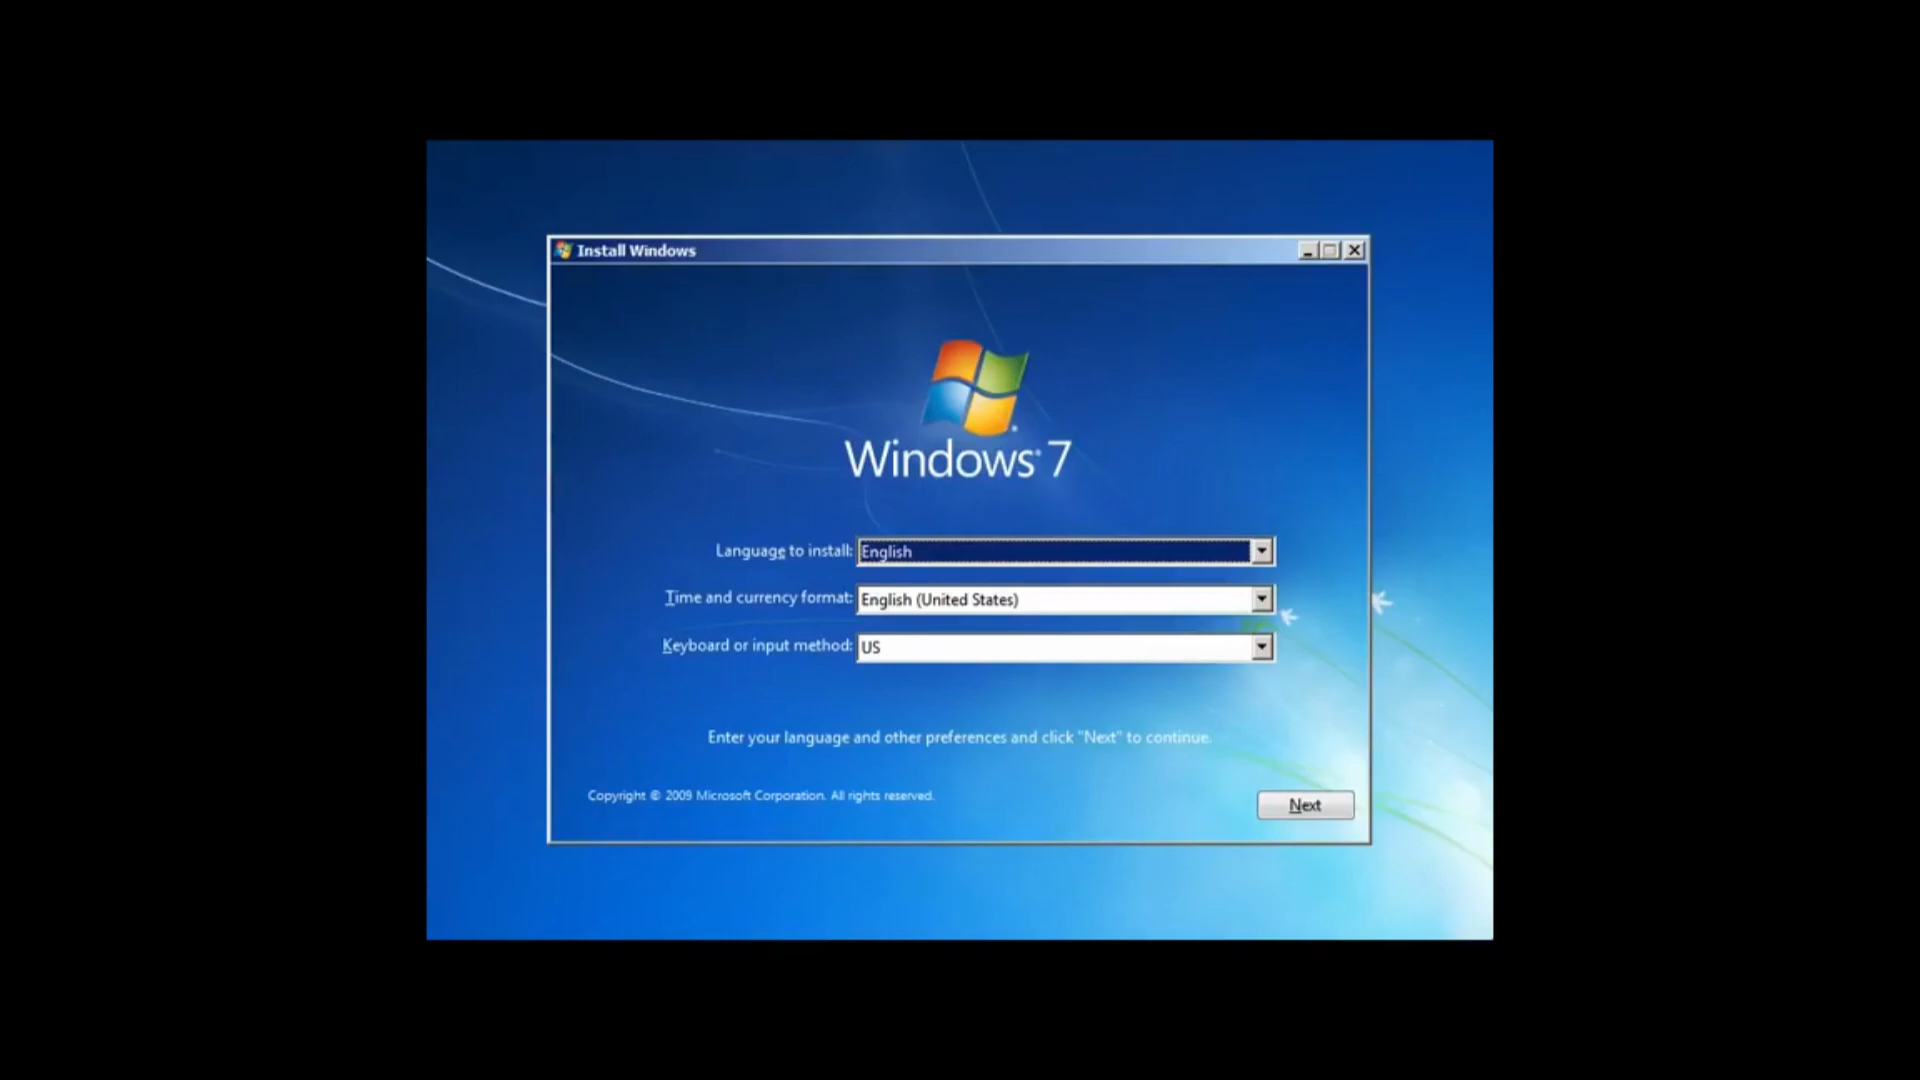 Install Windows
Windows® 7
Language to install: English
Time and currency format: English (United States)
Keyboard or input method: US
Enter your language and other preferences and click "Next" to continue.
Copyright © 2009 Microsoft Corporation. All rights reserved.
Next